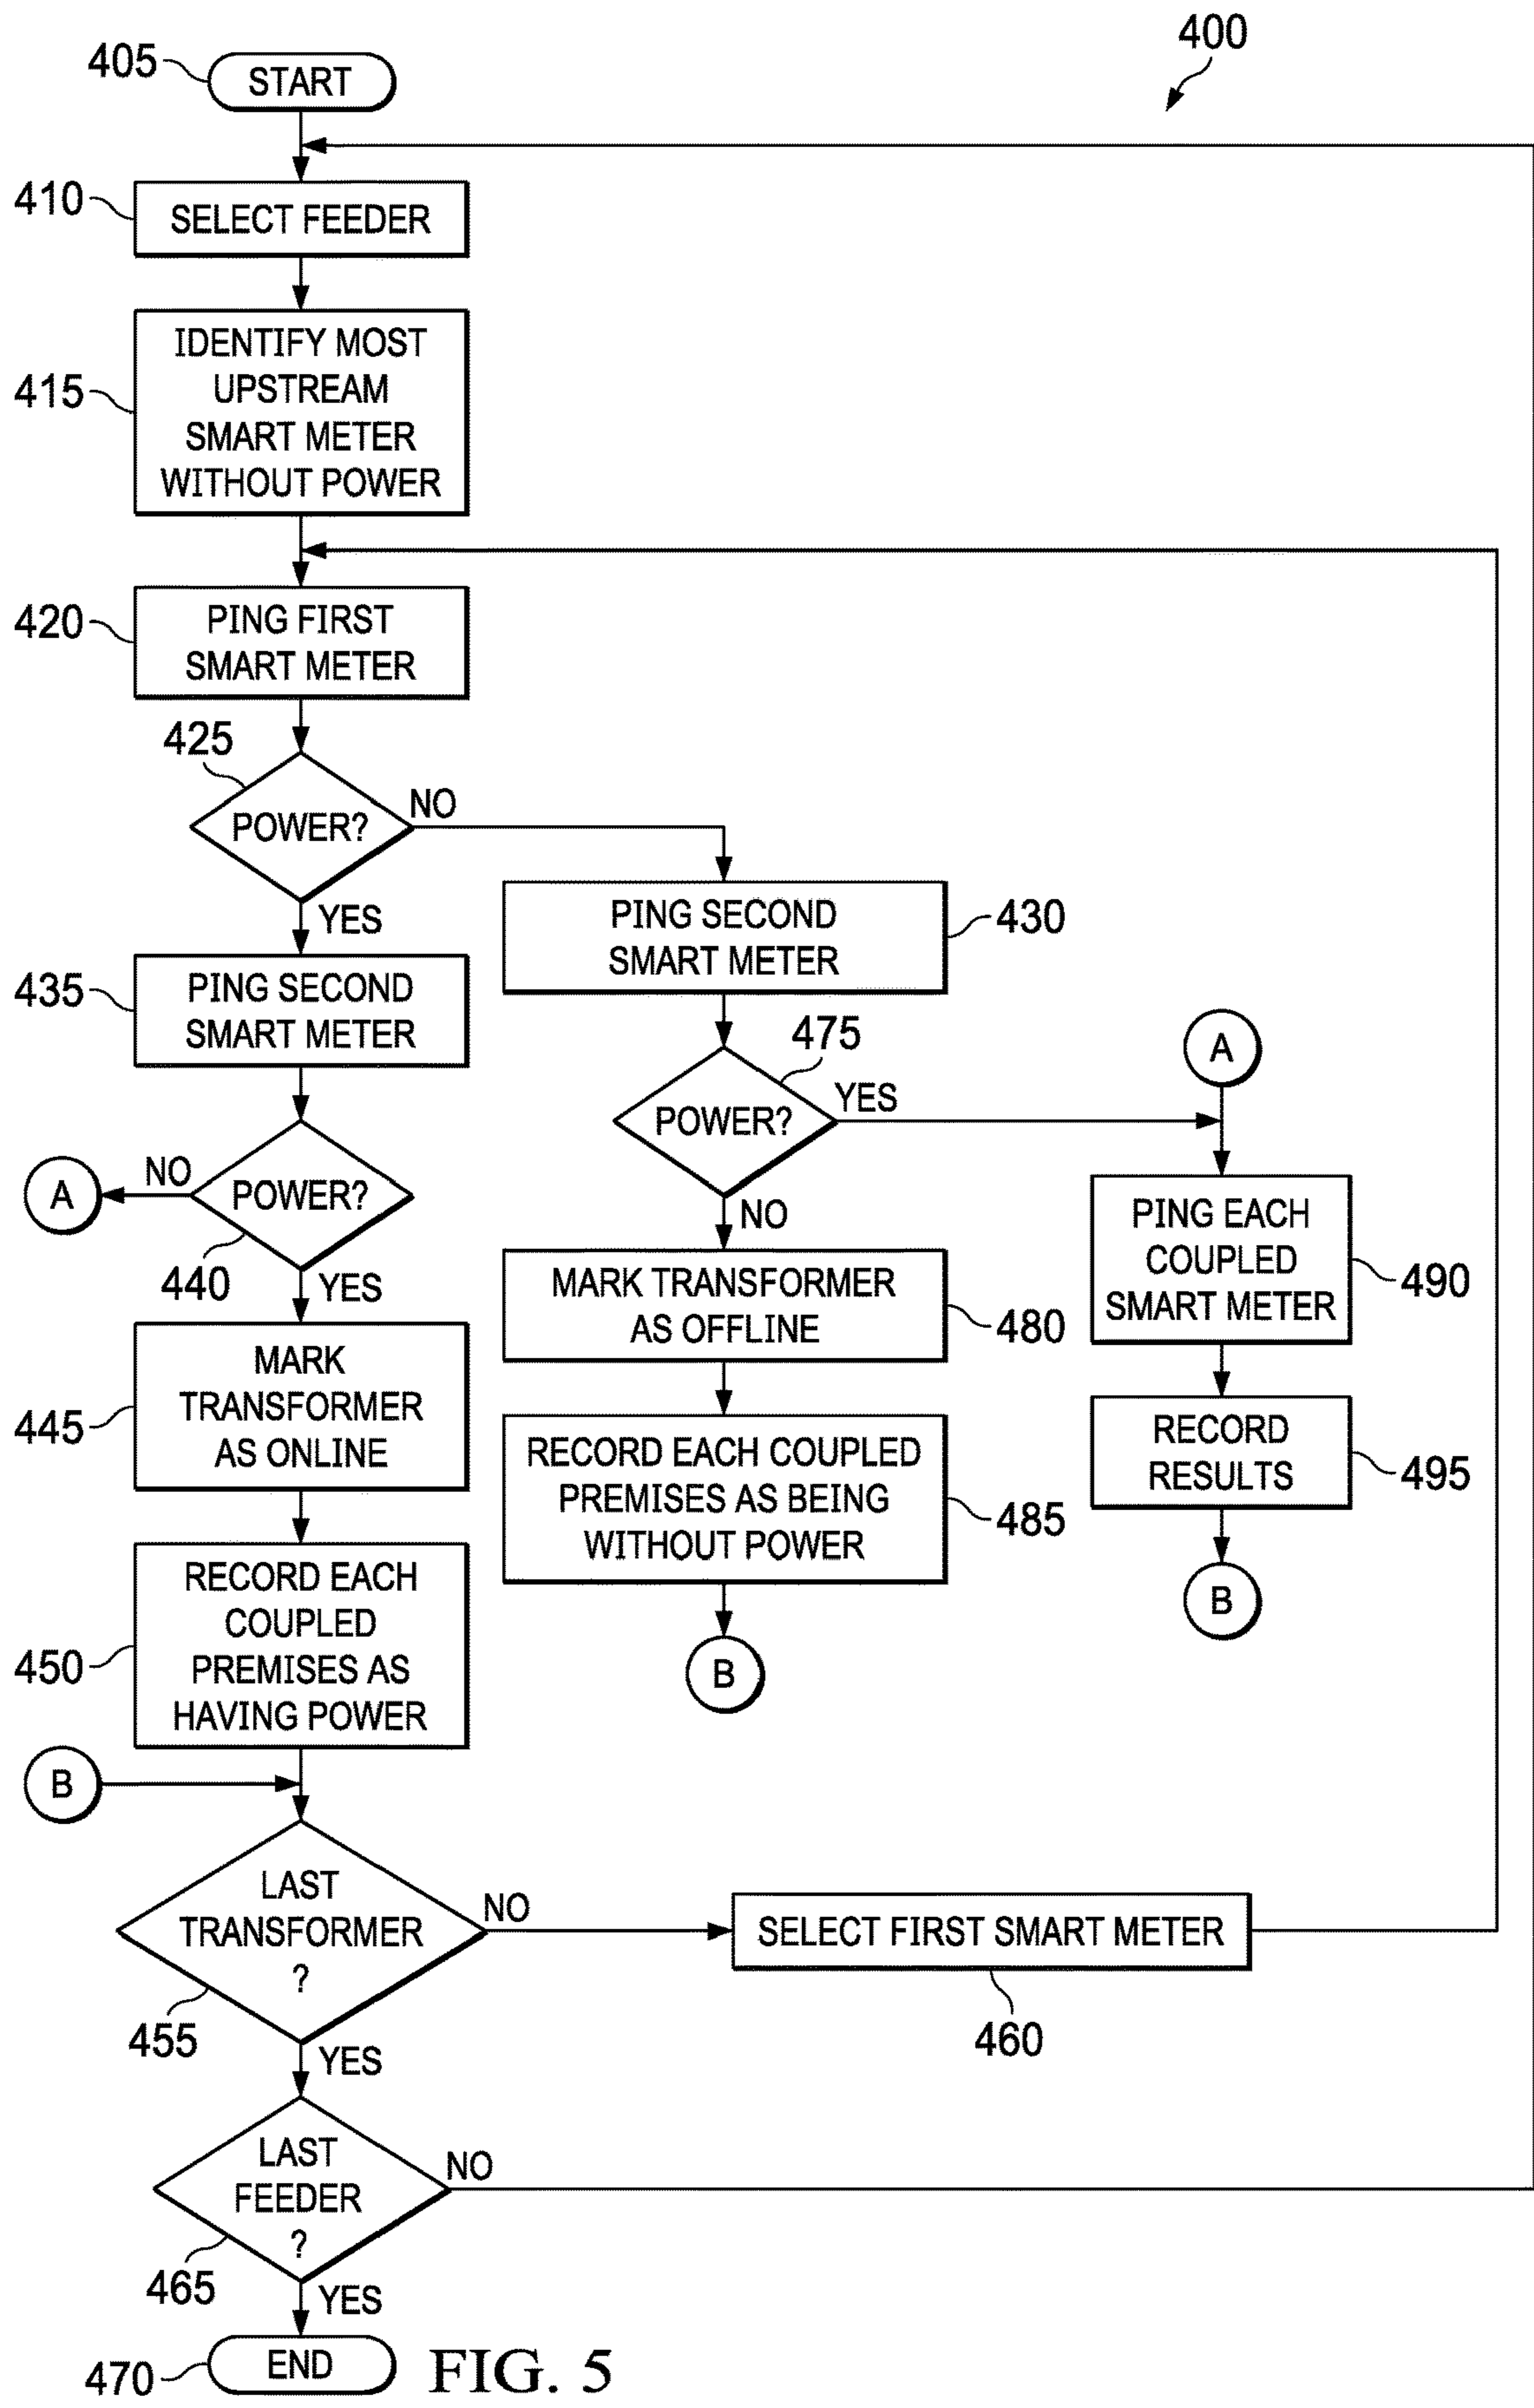 400
405
START
410
SELECT FEEDER
415
IDENTIFY MOST
UPSTREAM
SMART METER
WITHOUT POWER
420
PING FIRST
SMART METER
425
POWER?
NO
YES
PING SECOND
SMART METER
430
435
PING SECOND
SMART METER
475
POWER?
YES
NO
A
NO
A
POWER?
440
YES
MARK TRANSFORMER
AS OFFLINE
480
PING EACH
COUPLED
SMART METER
490
445
MARK
TRANSFORMER
AS ONLINE
RECORD EACH COUPLED
PREMISES AS BEING
WITHOUT POWER
485
RECORD
RESULTS
495
B
B
450
RECORD EACH
COUPLED
PREMISES AS
HAVING POWER
B
LAST
TRANSFORMER
?
455
NO
SELECT FIRST SMART METER
460
YES
LAST
FEEDER
?
465
NO
YES
470
END
FIG. 5